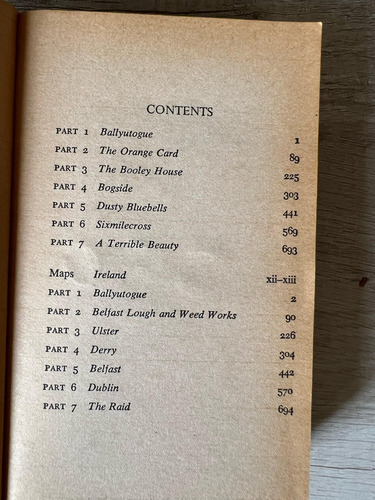 CONTENTS
PART 1 Ballyutogue 1
PART 2 The Orange Card 89
PART 3 The Booley House 225
PART 4 Bogside 303
PART 5 Dusty Bluebells 441
PART 6 Sixmilecross 569
PART 7 A Terrible Beauty 693
Maps Ireland xii–xiii
PART 1 Ballyutogue 2
PART 2 Belfast Lough and Weed Works 90
PART 3 Ulster 226
PART 4 Derry 304
PART 5 Belfast 442
PART 6 Dublin 570
PART 7 The Raid 694